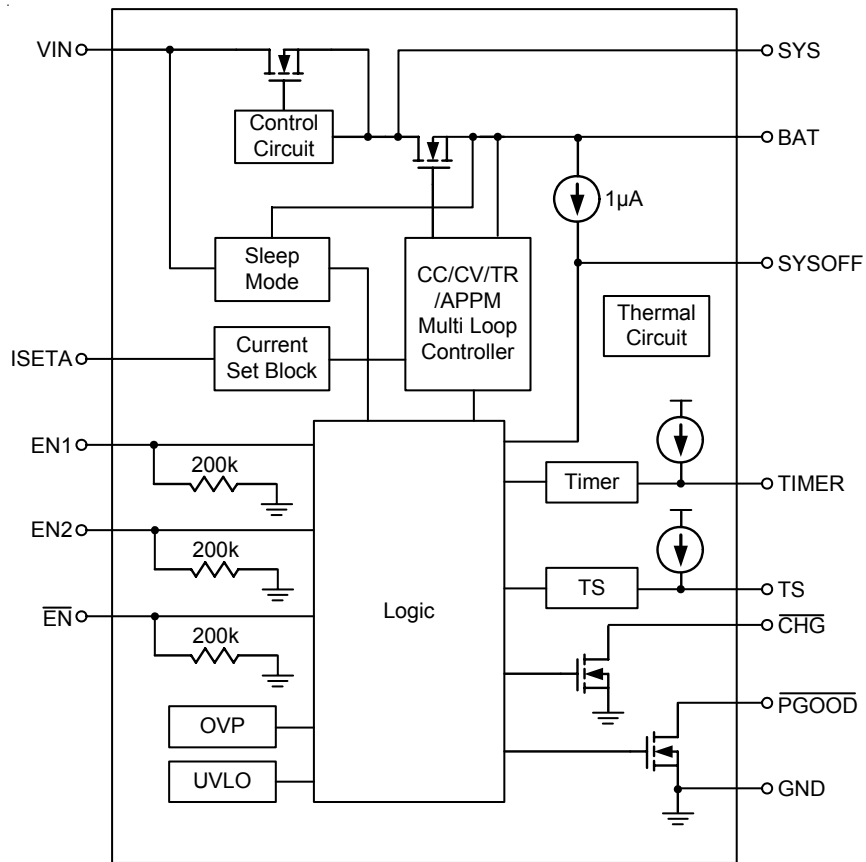 VIN
SYS
Control
Circuit
BAT
1µA
Sleep
Mode
CC/CV/TR
/APPM
Multi Loop
Controller
SYSOFF
Thermal
Circuit
ISETA
Current
Set Block
EN1
200k
Timer
TIMER
EN2
200k
TS
TS
Logic
EN
200k
CHG
OVP
PGOOD
UVLO
GND